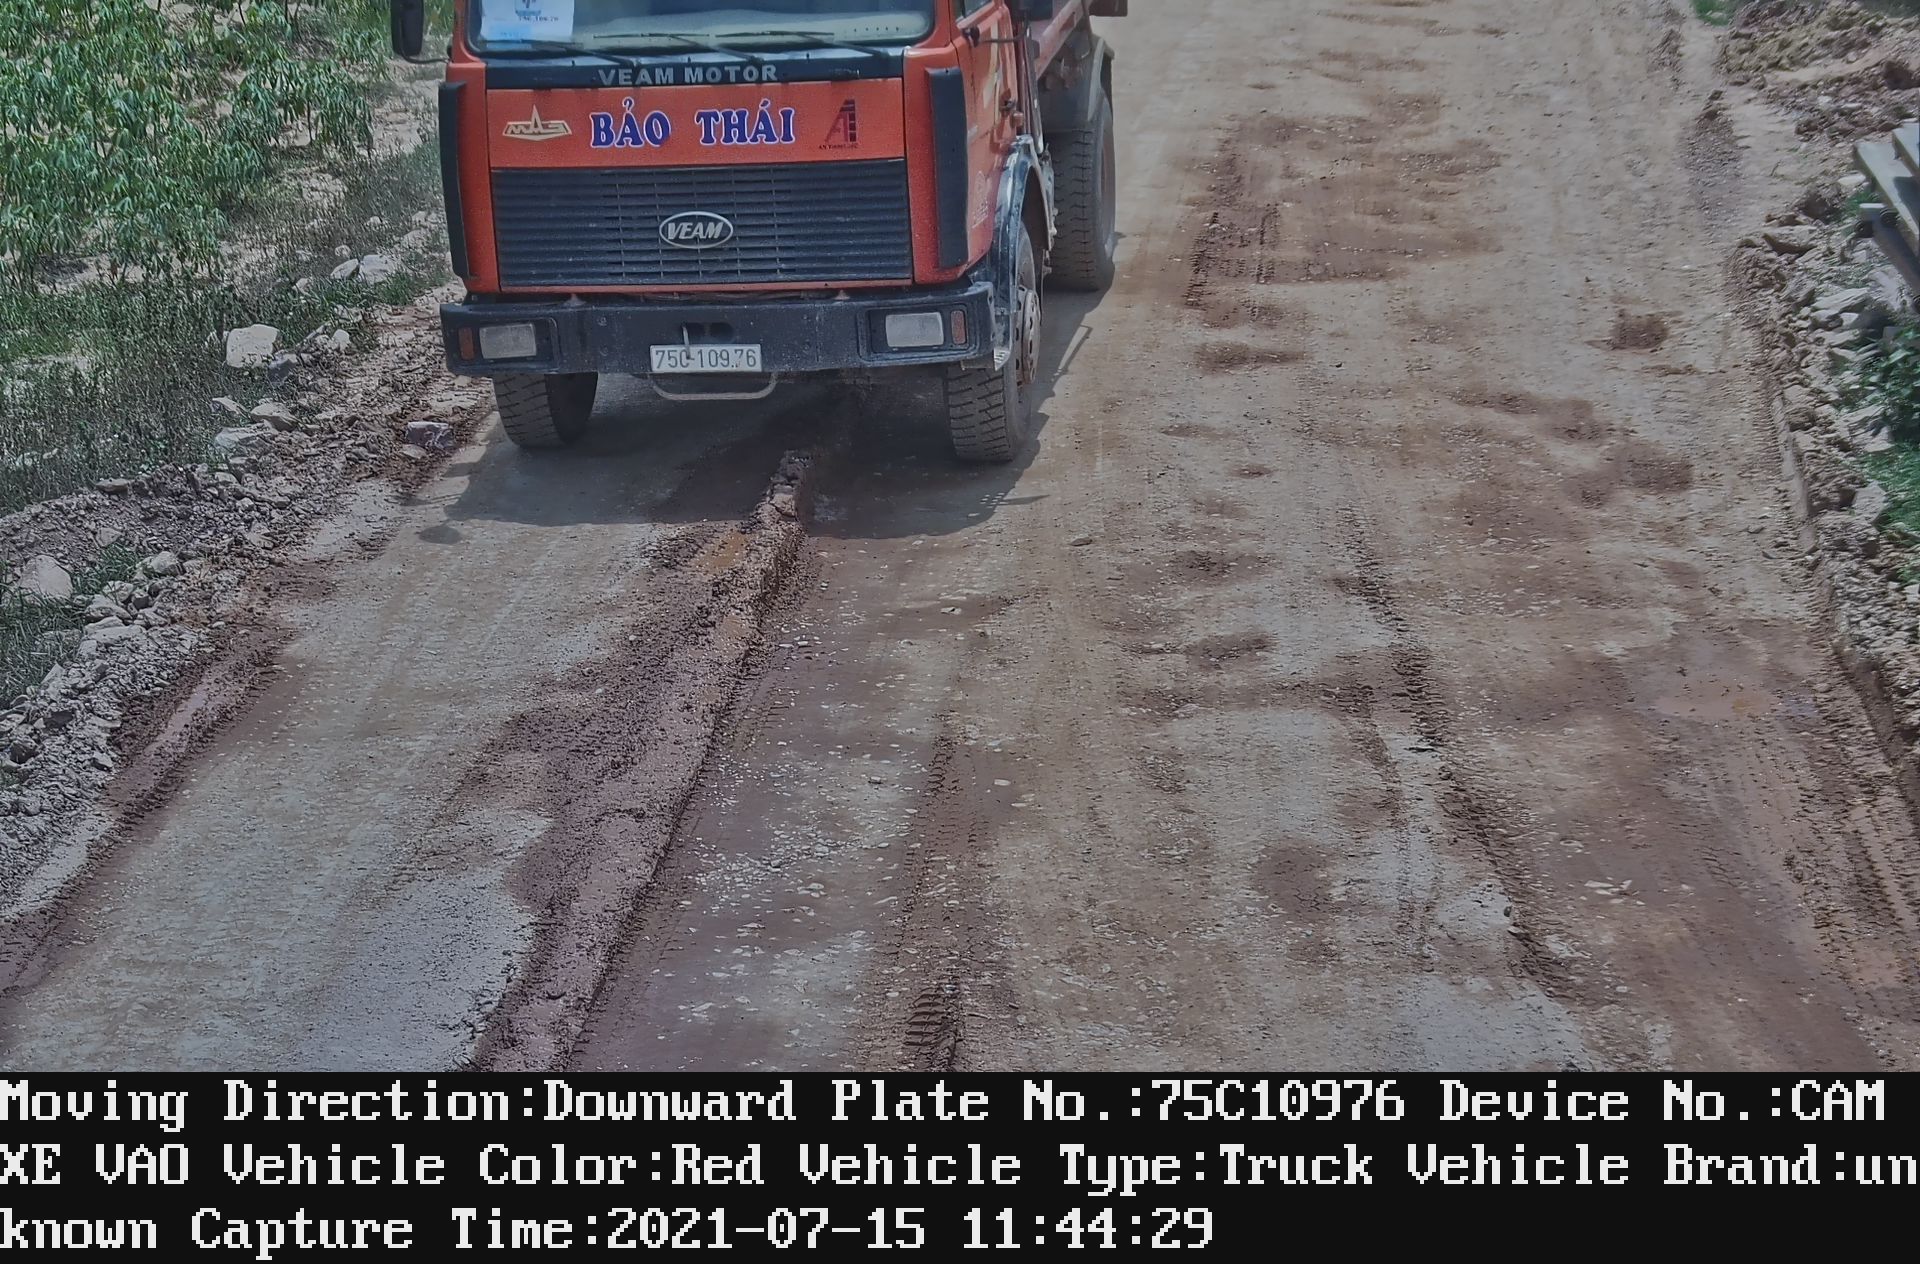 VEAM MOTOR
BẢO THÁI
VEAM
75C-109.76
Moving Direction:Downward Plate No.:75C10976 Device No.:CAM
XE VAO Vehicle Color:Red Vehicle Type:Truck Vehicle Brand:un
known Capture Time:2021-07-15 11:44:29